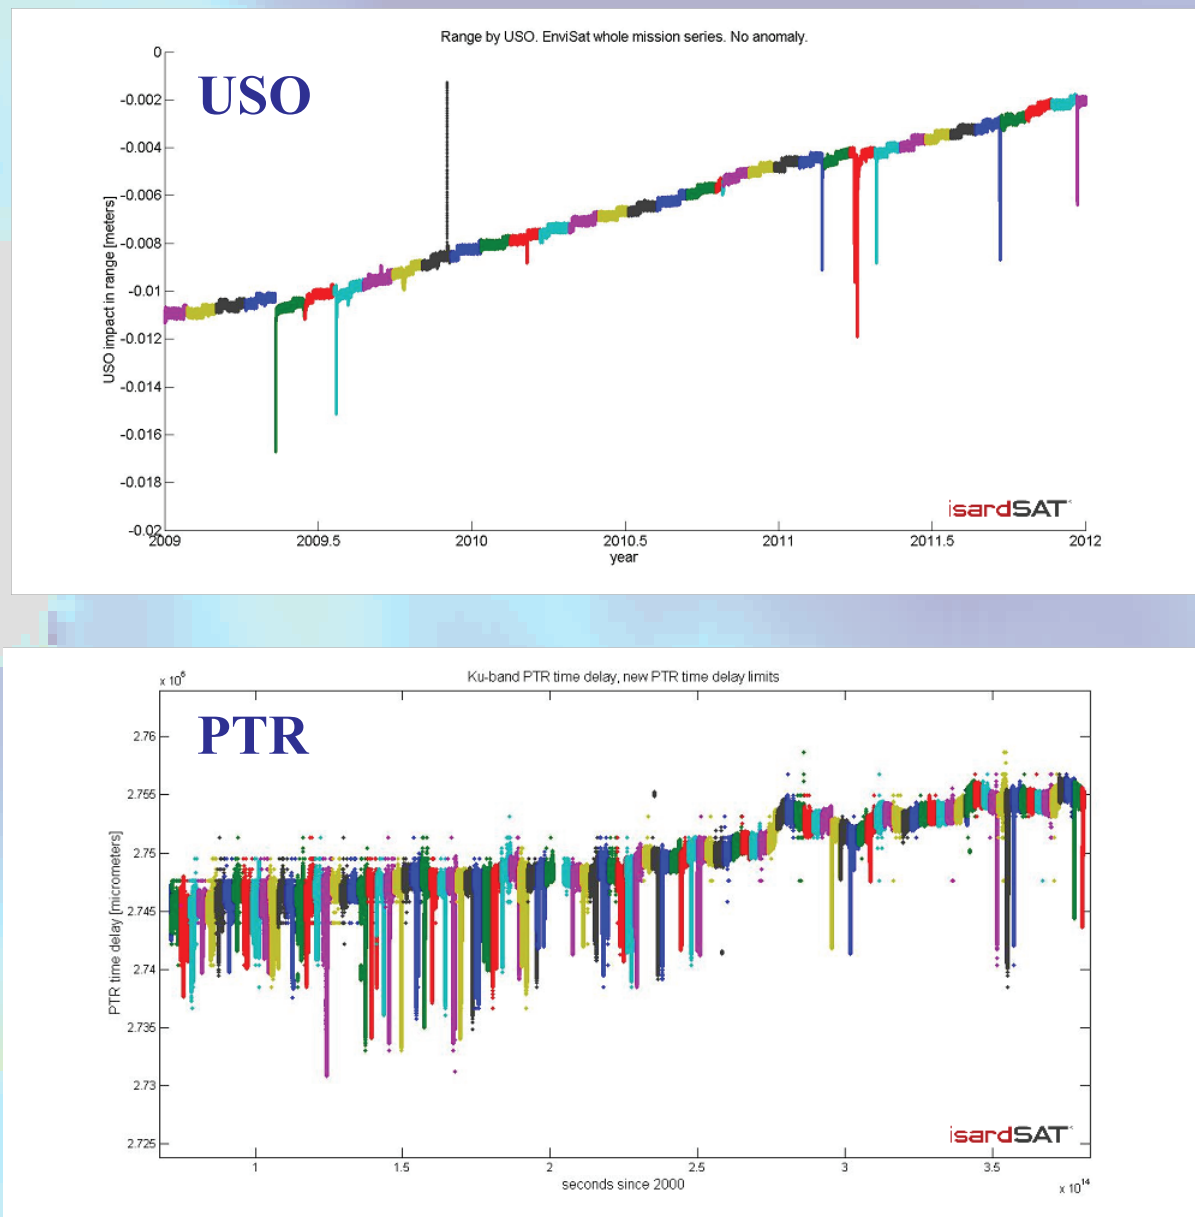 Range by USO. EnviSat whole mission series. No anomaly.
USO
0
-0.002
-0.004
-0.006
-0.008
-0.01
-0.012
-0.014
-0.016
-0.018
-0.02
USO impact in range [meters]
isardSAT
2009
2009.5
2010
2010.5
2011
2011.5
2012
year
Ku-band PTR time delay, new PTR time delay limits
x 10⁶
PTR
2.76
2.755
2.75
2.745
2.74
2.735
2.73
2.725
PTR time delay [micrometers]
isardSAT
1
1.5
2
2.5
3
3.5
seconds since 2000
x 10¹⁴